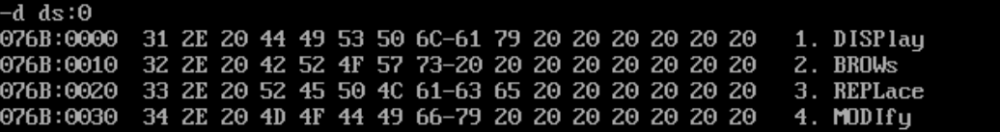 -d ds:0
076B:0000  31 2E 20 44 49 53 50 6C-61 79 20 20 20 20 20 20   1. DISPlay
076B:0010  32 2E 20 42 52 4F 57 73-20 20 20 20 20 20 20 20   2. BROWs
076B:0020  33 2E 20 52 45 50 4C 61-63 65 20 20 20 20 20 20   3. REPLace
076B:0030  34 2E 20 4D 4F 44 49 66-79 20 20 20 20 20 20 20   4. MODIfy